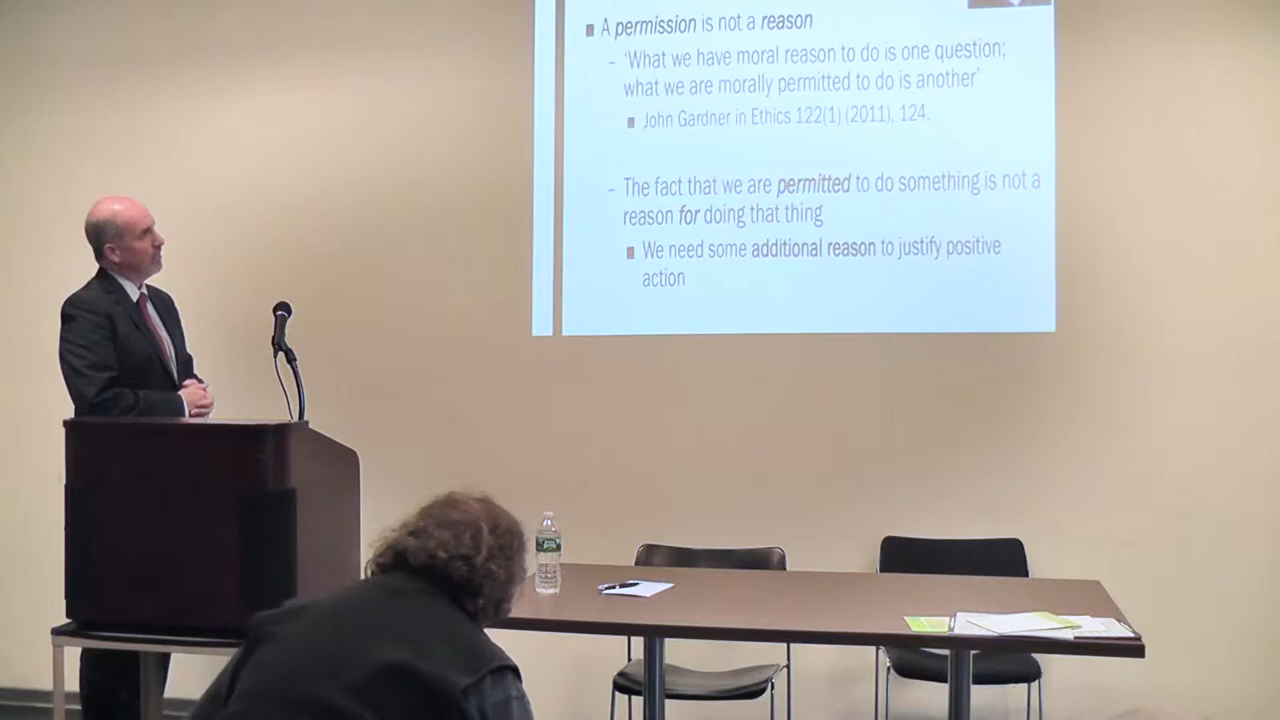 A permission is not a reason
– 'What we have moral reason to do is one question;
what we are morally permitted to do is another'
John Gardner in Ethics 122(1) (2011), 124.
– The fact that we are permitted to do something is not a
reason for doing that thing
We need some additional reason to justify positive
action